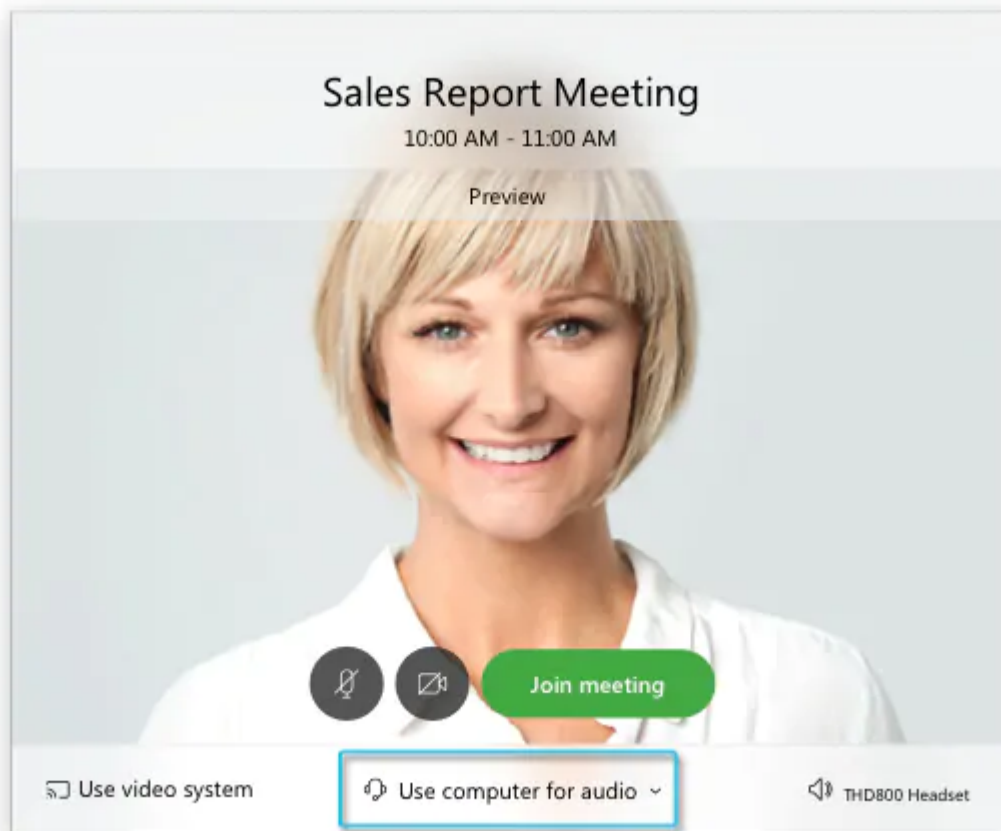 Sales Report Meeting
10:00 AM - 11:00 AM
Preview
Join meeting
Use video system
Use computer for audio
THD800 Headset